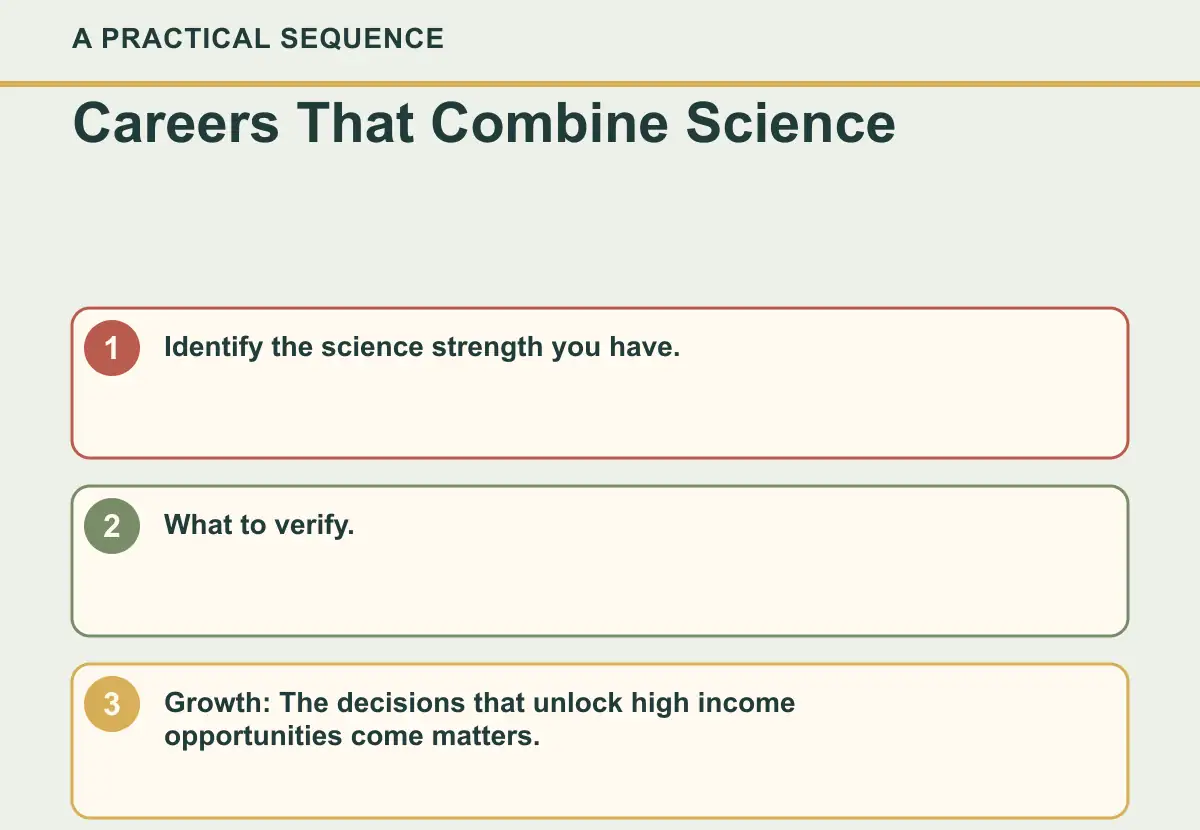 A PRACTICAL SEQUENCE
Careers That Combine Science
1
Identify the science strength you have.
2
What to verify.
3
Growth: The decisions that unlock high income
opportunities come matters.